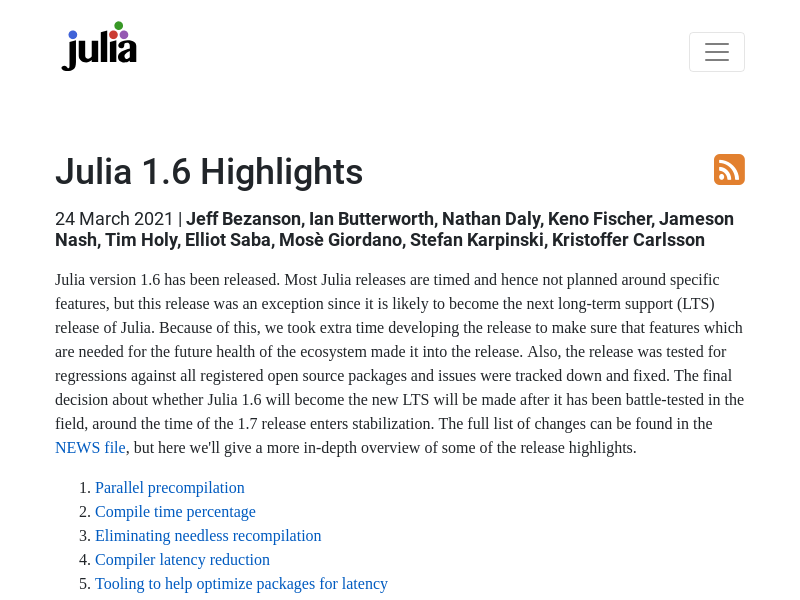 julia
Julia 1.6 Highlights
24 March 2021 | Jeff Bezanson, Ian Butterworth, Nathan Daly, Keno Fischer, Jameson
Nash, Tim Holy, Elliot Saba, Mosè Giordano, Stefan Karpinski, Kristoffer Carlsson
Julia version 1.6 has been released. Most Julia releases are timed and hence not planned around specific
features, but this release was an exception since it is likely to become the next long-term support (LTS)
release of Julia. Because of this, we took extra time developing the release to make sure that features which
are needed for the future health of the ecosystem made it into the release. Also, the release was tested for
regressions against all registered open source packages and issues were tracked down and fixed. The final
decision about whether Julia 1.6 will become the new LTS will be made after it has been battle-tested in the
field, around the time of the 1.7 release enters stabilization. The full list of changes can be found in the
NEWS file, but here we'll give a more in-depth overview of some of the release highlights.
1. Parallel precompilation
2. Compile time percentage
3. Eliminating needless recompilation
4. Compiler latency reduction
5. Tooling to help optimize packages for latency